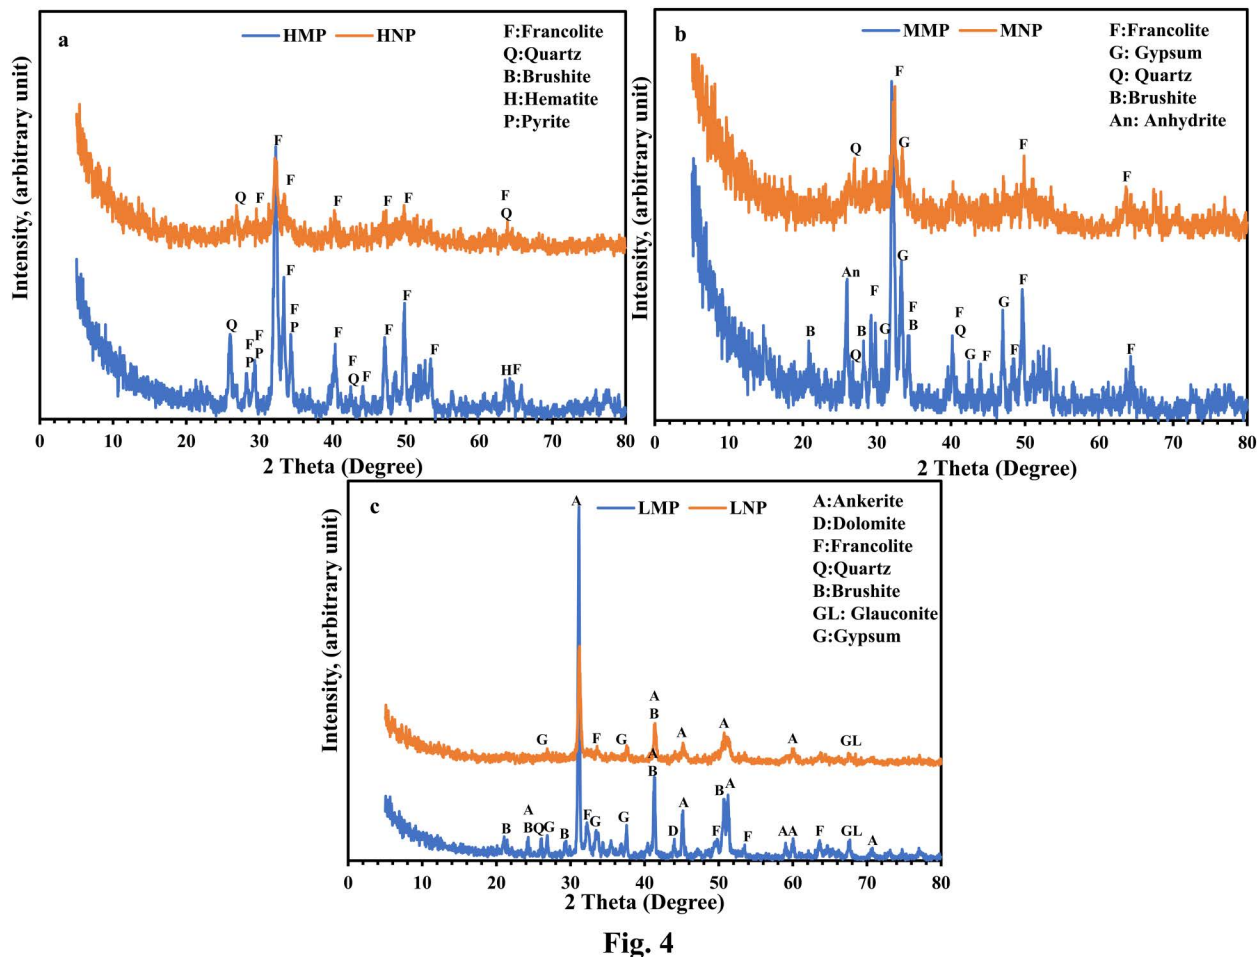 a
HMP HNP
F:Francolite
Q:Quartz
B:Brushite
H:Hematite
P:Pyrite
Intensity, (arbitrary unit)
F
F
Q F F F F
F
Q
F
F
Q F F F F F
P P P F F
Q
H F
0 10 20 30 40 50 60 70 80
2 Theta (Degree)
b
MMP MNP
F:Francolite
G: Gypsum
Q: Quartz
B:Brushite
An: Anhydrite
Intensity, (arbitrary unit)
F
Q G F F
An G F
F F F G
B B G B Q F
Q G F F
0 10 20 30 40 50 60 70 80
2 Theta (Degree)
c
LMP LNP
A:Ankerite
D:Dolomite
F:Francolite
Q:Quartz
B:Brushite
GL: Glauconite
G:Gypsum
Intensity, (arbitrary unit)
A
A
B
G F G A A A GL
A
B
A
B B Q G B F G G D A F B A F A A F GL A
0 10 20 30 40 50 60 70 80
2 Theta (Degree)
Fig. 4